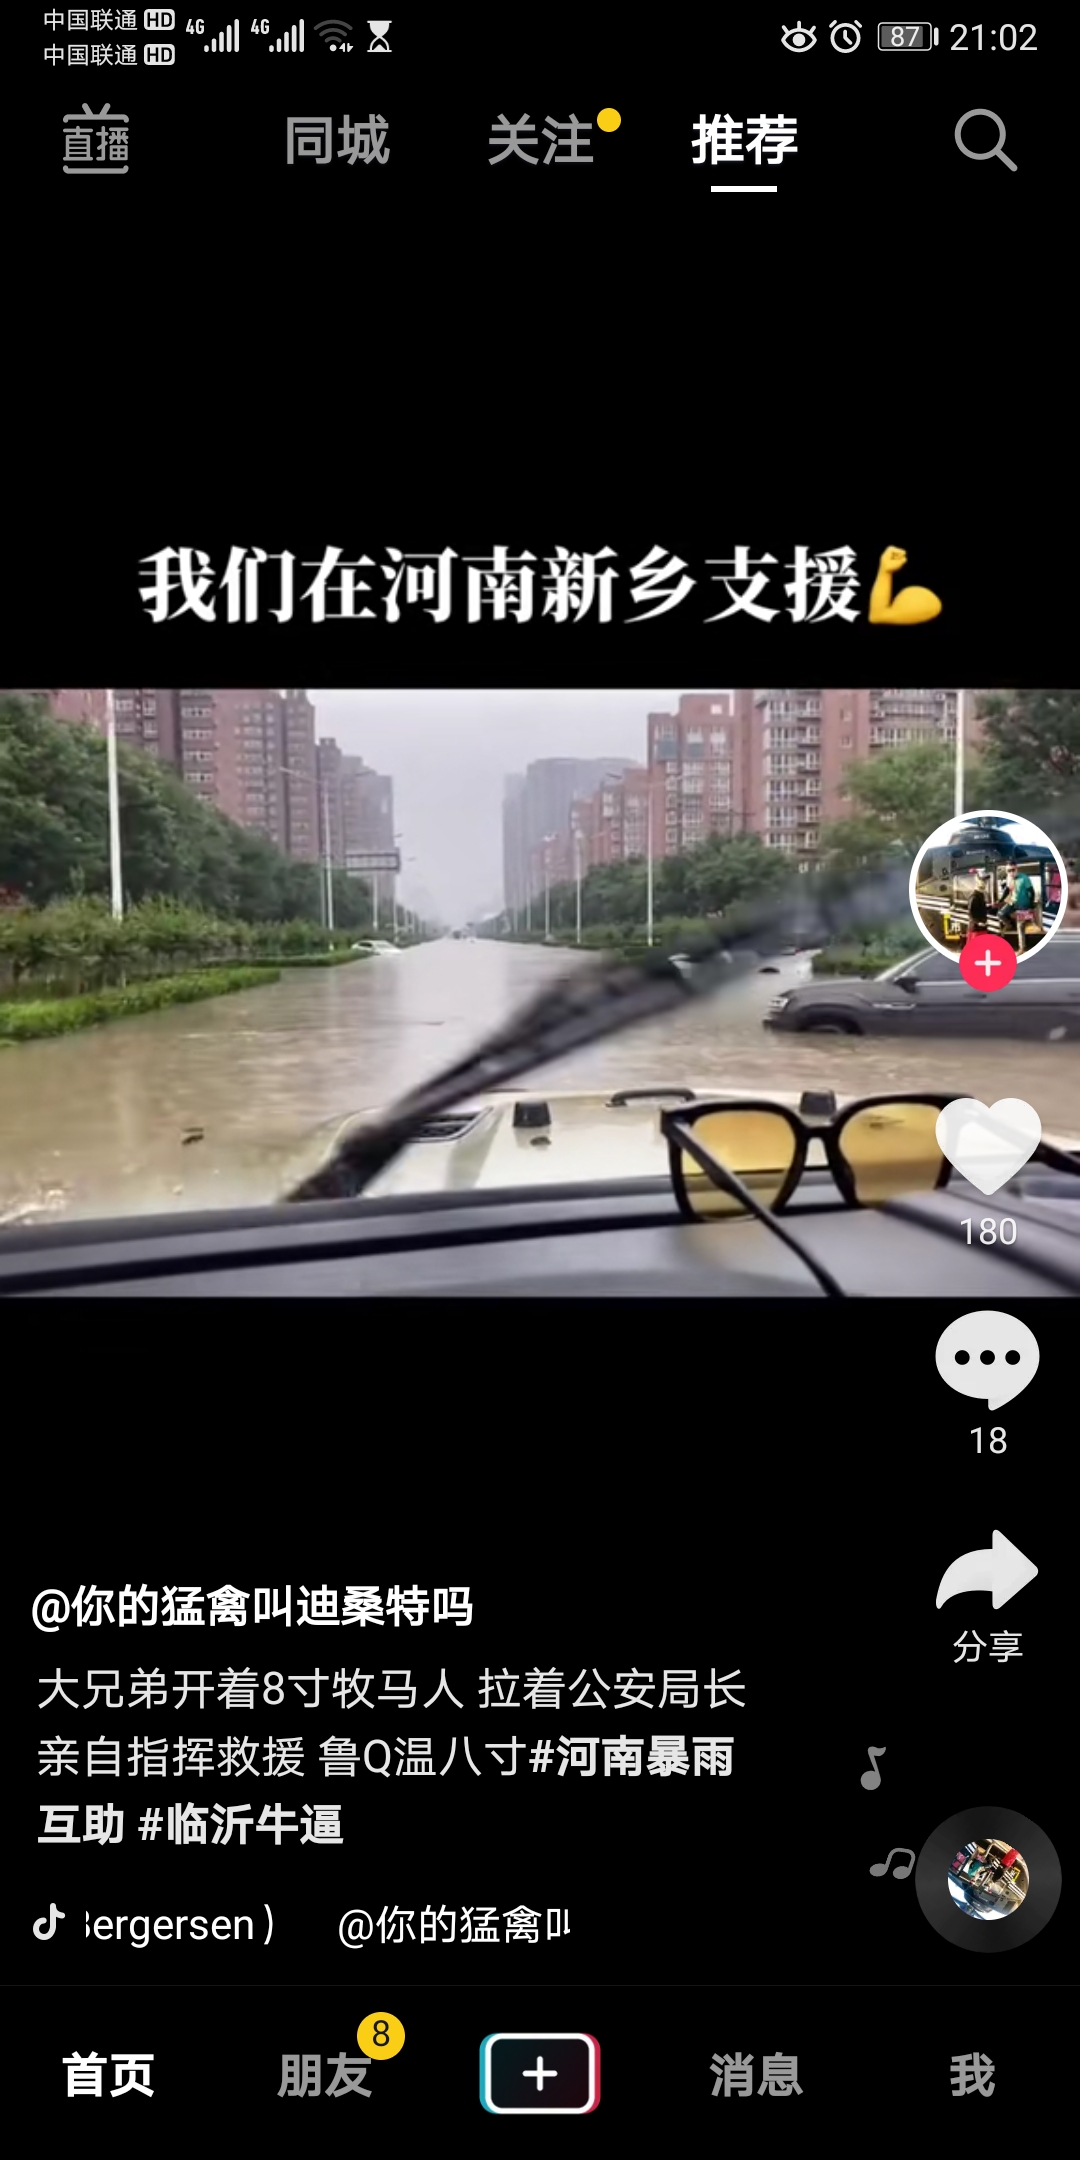 中国联通 HD 4G 4G
中国联通 HD
87 21:02
直播 同城 关注 推荐
我们在河南新乡支援
180
18
分享
@你的猛禽叫迪桑特吗
大兄弟开着8寸牧马人 拉着公安局长
亲自指挥救援 鲁Q温八寸#河南暴雨
互助 #临沂牛逼
Bergersen） @你的猛禽叫
首页 朋友 8 消息 我